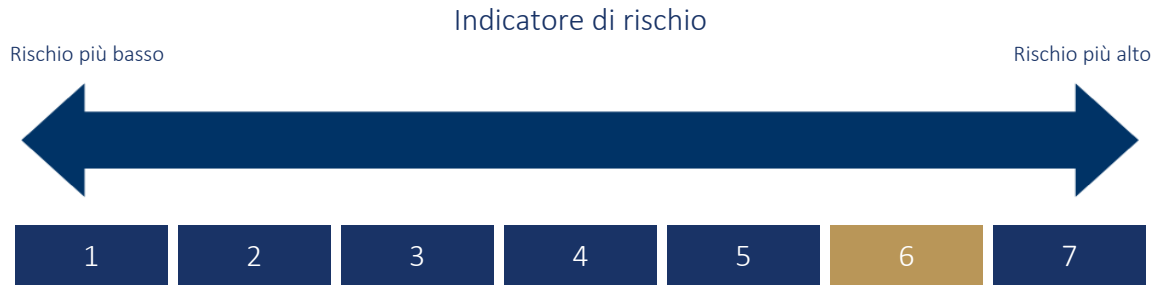 Indicatore di rischio
Rischio più basso
Rischio più alto
1 2 3 4 5 6 7